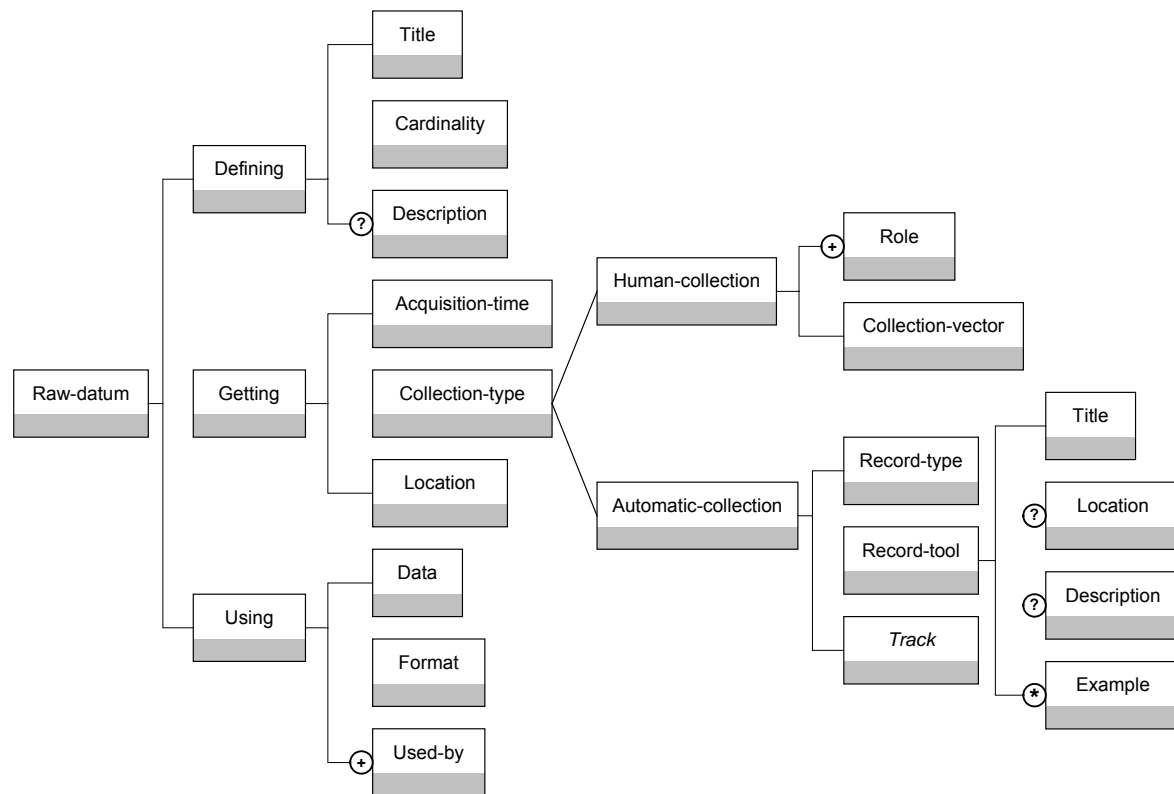 Title
Cardinality
Defining
? Description
Role
+
Human-collection
Acquisition-time
Collection-vector
Raw-datum
Getting
Collection-type
Title
Record-type
Location
Automatic-collection
? Location
Record-tool
Data
? Description
Using
Track
Format
* Example
+ Used-by